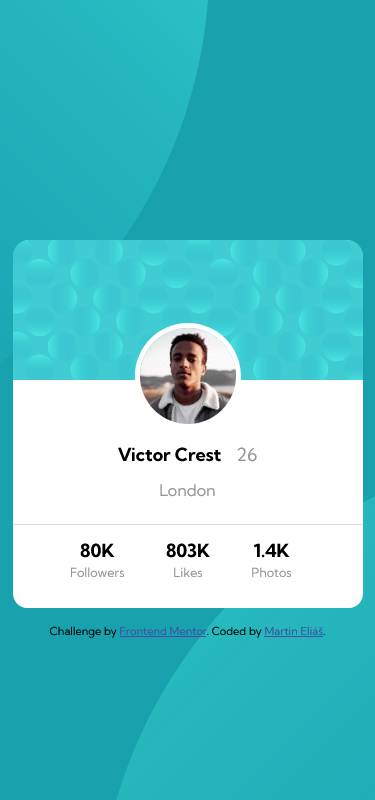 Victor Crest 26
London
80K 803K 1.4K
Followers Likes Photos
Challenge by Frontend Mentor. Coded by Martin Eliáš.